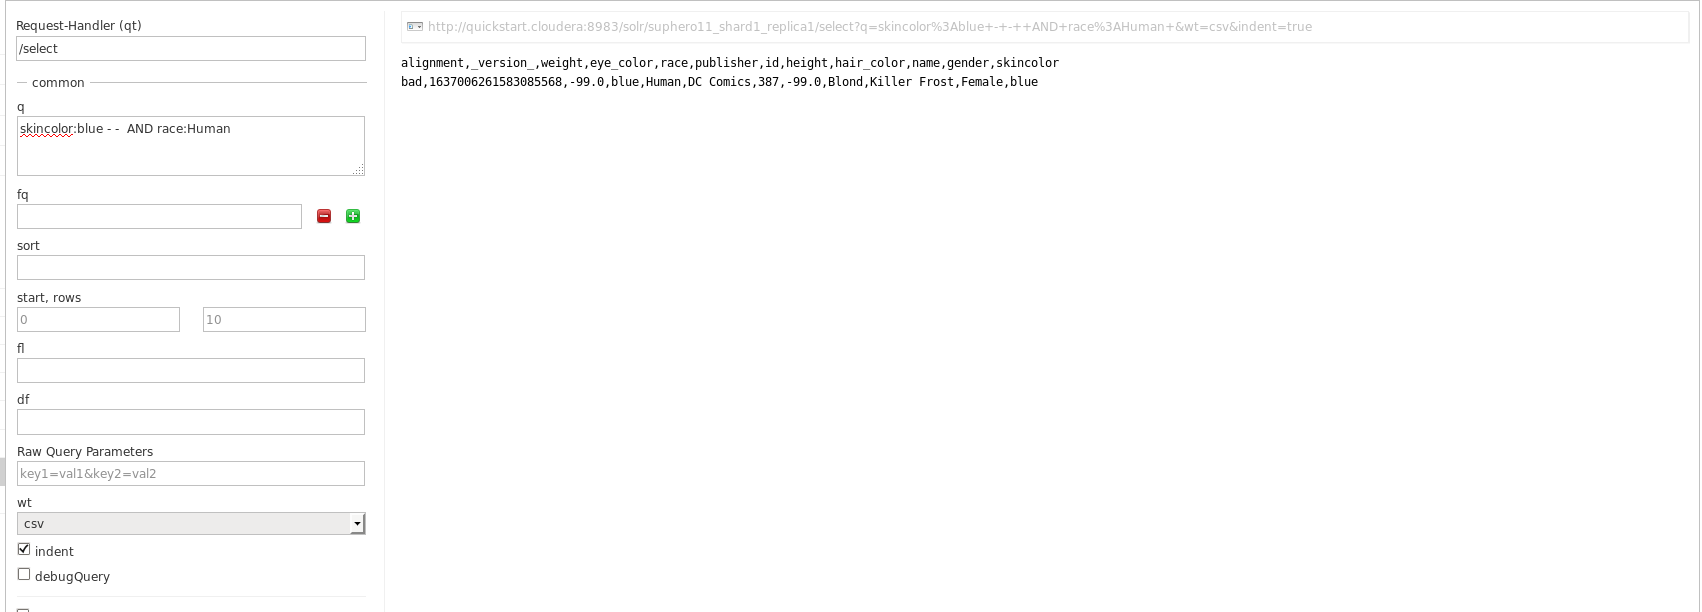 Request-Handler (qt)
/select
common
q
skincolor:blue - -  AND race:Human
fq
sort
start, rows
0 10
fl
df
Raw Query Parameters
key1=val1&key2=val2
wt
csv
indent
debugQuery
http://quickstart.cloudera:8983/solr/suphero11_shard1_replica1/select?q=skincolor%3Ablue+-+-++AND+race%3AHuman+&wt=csv&indent=true
alignment,_version_,weight,eye_color,race,publisher,id,height,hair_color,name,gender,skincolor
bad,1637006261583085568,-99.0,blue,Human,DC Comics,387,-99.0,Blond,Killer Frost,Female,blue